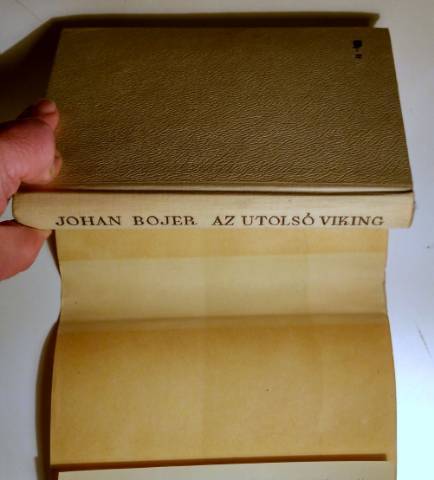 JOHAN BOJER AZ UTOLSÓ VIKING